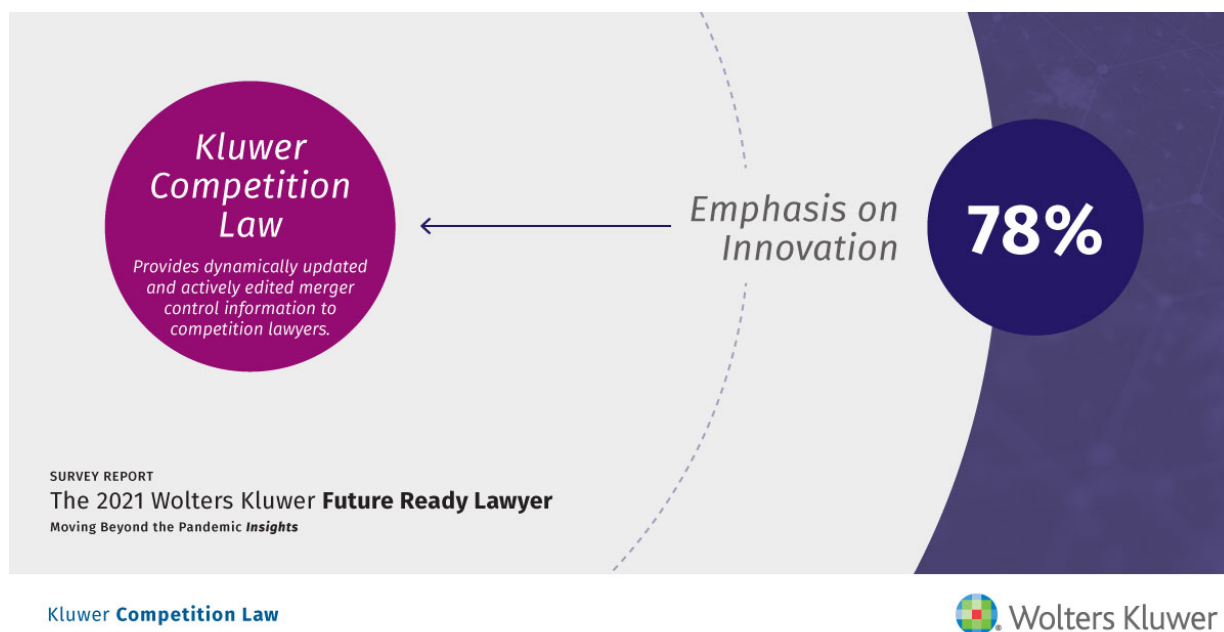 Kluwer
Competition
Law
Provides dynamically updated
and actively edited merger
control information to
competition lawyers.
Emphasis on
Innovation
78%
SURVEY REPORT
The 2021 Wolters Kluwer Future Ready Lawyer
Moving Beyond the Pandemic Insights
Kluwer Competition Law
Wolters Kluwer